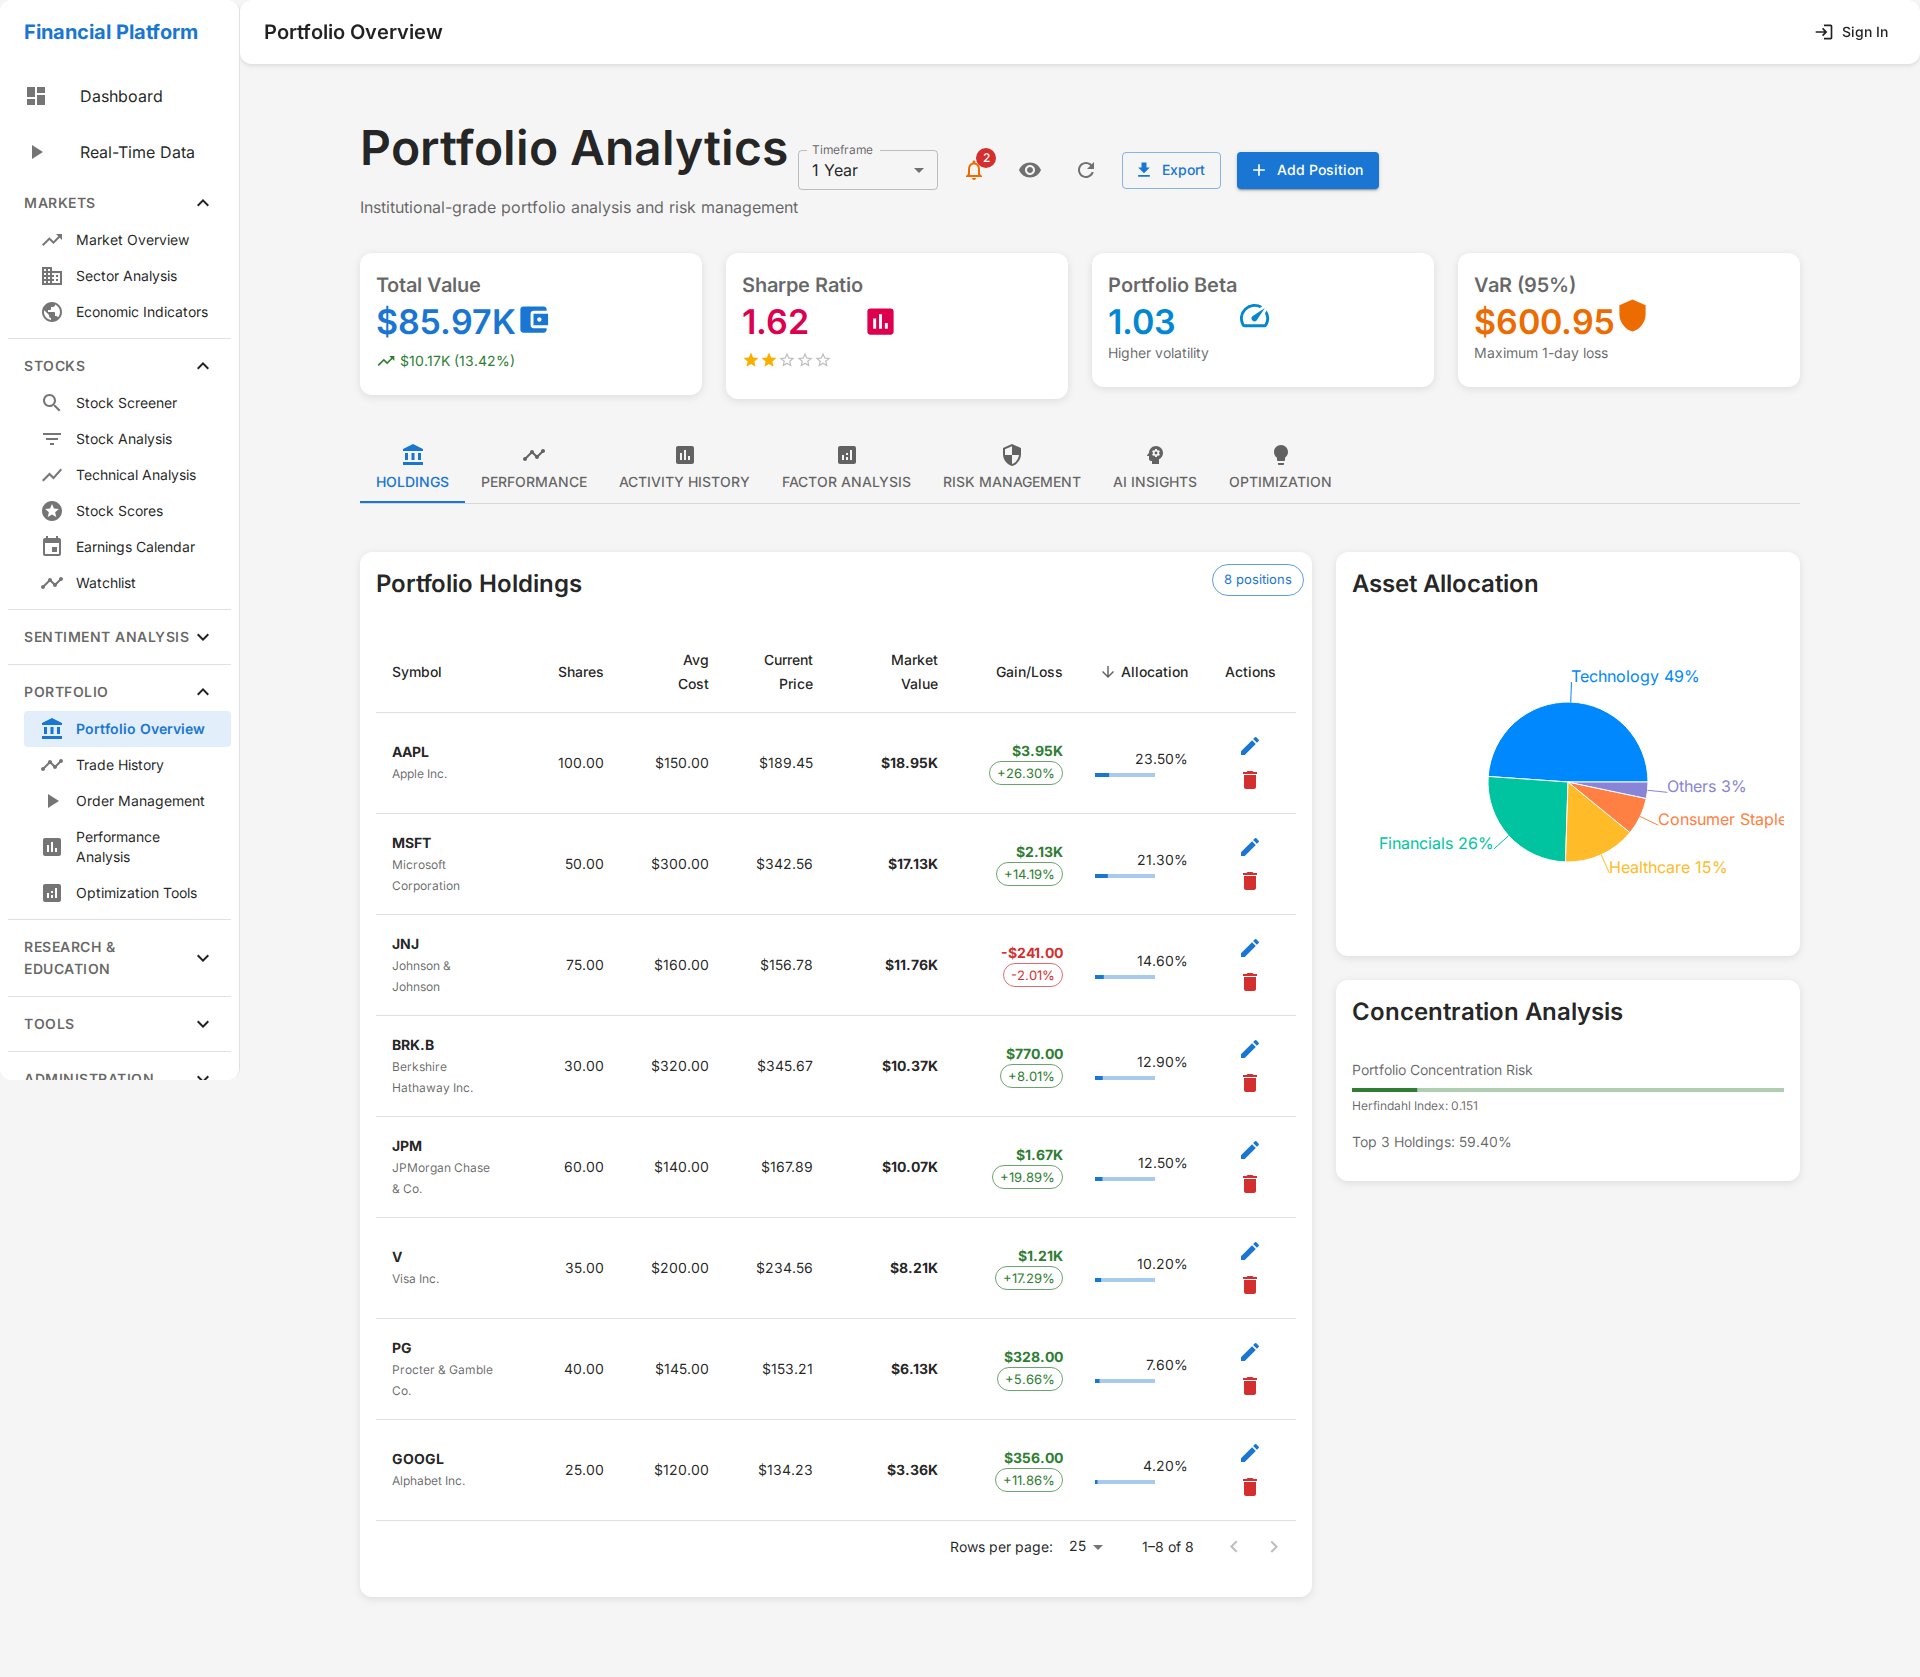 Financial Platform
Dashboard
Real-Time Data
MARKETS
Market Overview
Sector Analysis
Economic Indicators
STOCKS
Stock Screener
Stock Analysis
Technical Analysis
Stock Scores
Earnings Calendar
Watchlist
SENTIMENT ANALYSIS
PORTFOLIO
Portfolio Overview
Trade History
Order Management
Performance
Analysis
Optimization Tools
RESEARCH &
EDUCATION
TOOLS
ADMINISTRATION
Portfolio Overview
Sign In
Portfolio Analytics
Institutional-grade portfolio analysis and risk management
Timeframe
1 Year
2
Export
Add Position
Total Value
$85.97K
$10.17K (13.42%)
Sharpe Ratio
1.62
Portfolio Beta
1.03
Higher volatility
VaR (95%)
$600.95
Maximum 1-day loss
HOLDINGS
PERFORMANCE
ACTIVITY HISTORY
FACTOR ANALYSIS
RISK MANAGEMENT
AI INSIGHTS
OPTIMIZATION
Portfolio Holdings
8 positions
Symbol Shares Avg Cost Current Price Market Value Gain/Loss Allocation Actions
AAPL
Apple Inc.
100.00 $150.00 $189.45 $18.95K $3.95K +26.30% 23.50%
MSFT
Microsoft
Corporation
50.00 $300.00 $342.56 $17.13K $2.13K +14.19% 21.30%
JNJ
Johnson &
Johnson
75.00 $160.00 $156.78 $11.76K -$241.00 -2.01% 14.60%
BRK.B
Berkshire
Hathaway Inc.
30.00 $320.00 $345.67 $10.37K $770.00 +8.01% 12.90%
JPM
JPMorgan Chase
& Co.
60.00 $140.00 $167.89 $10.07K $1.67K +19.89% 12.50%
V
Visa Inc.
35.00 $200.00 $234.56 $8.21K $1.21K +17.29% 10.20%
PG
Procter & Gamble
Co.
40.00 $145.00 $153.21 $6.13K $328.00 +5.66% 7.60%
GOOGL
Alphabet Inc.
25.00 $120.00 $134.23 $3.36K $356.00 +11.86% 4.20%
Rows per page: 25 1–8 of 8
Asset Allocation
Technology 49%
Others 3%
Consumer Staple
Financials 26%
Healthcare 15%
Concentration Analysis
Portfolio Concentration Risk
Herfindahl Index: 0.151
Top 3 Holdings: 59.40%